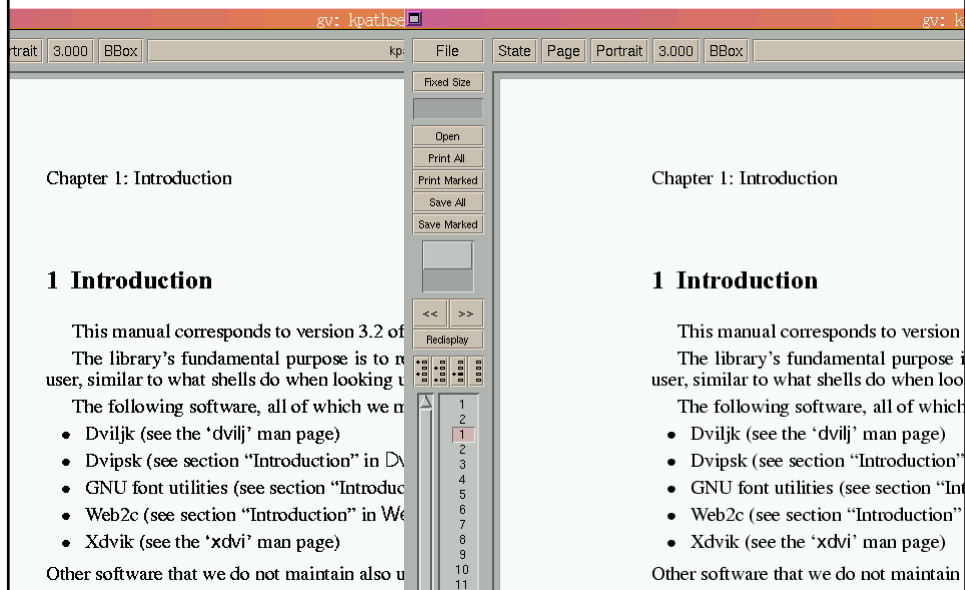 gv: kpathse
rtrait 3.000 BBox kp
Chapter 1: Introduction
1 Introduction
This manual corresponds to version 3.2 of
The library's fundamental purpose is to r
user, similar to what shells do when looking u
The following software, all of which we m
• Dviljk (see the ‘dvilj’ man page)
• Dvipsk (see section “Introduction” in Dv
• GNU font utilities (see section “Introduc
• Web2c (see section “Introduction” in We
• Xdvik (see the ‘xdvi’ man page)
Other software that we do not maintain also u
gv: k
File State Page Portrait 3.000 BBox
Fixed Size
Open
Print All
Print Marked
Save All
Save Marked
<< >>
Redisplay
1
2
1
2
3
4
5
6
7
8
9
10
11
Chapter 1: Introduction
1 Introduction
This manual corresponds to version
The library's fundamental purpose i
user, similar to what shells do when loo
The following software, all of which
• Dviljk (see the ‘dvilj’ man page)
• Dvipsk (see section “Introduction”
• GNU font utilities (see section “Int
• Web2c (see section “Introduction”
• Xdvik (see the ‘xdvi’ man page)
Other software that we do not maintain